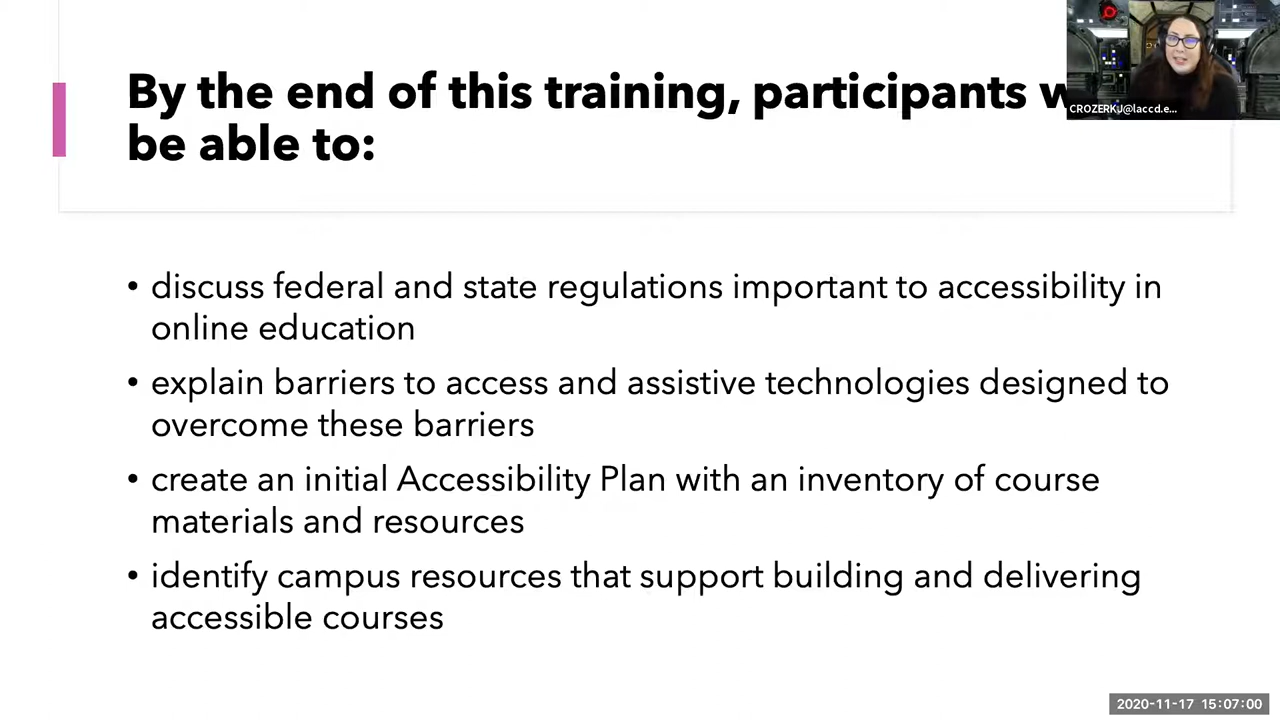 By the end of this training, participants
be able to:
CROZERKJ@laccd.e...
• discuss federal and state regulations important to accessibility in
online education
• explain barriers to access and assistive technologies designed to
overcome these barriers
• create an initial Accessibility Plan with an inventory of course
materials and resources
• identify campus resources that support building and delivering
accessible courses
2020-11-17 15:07:00